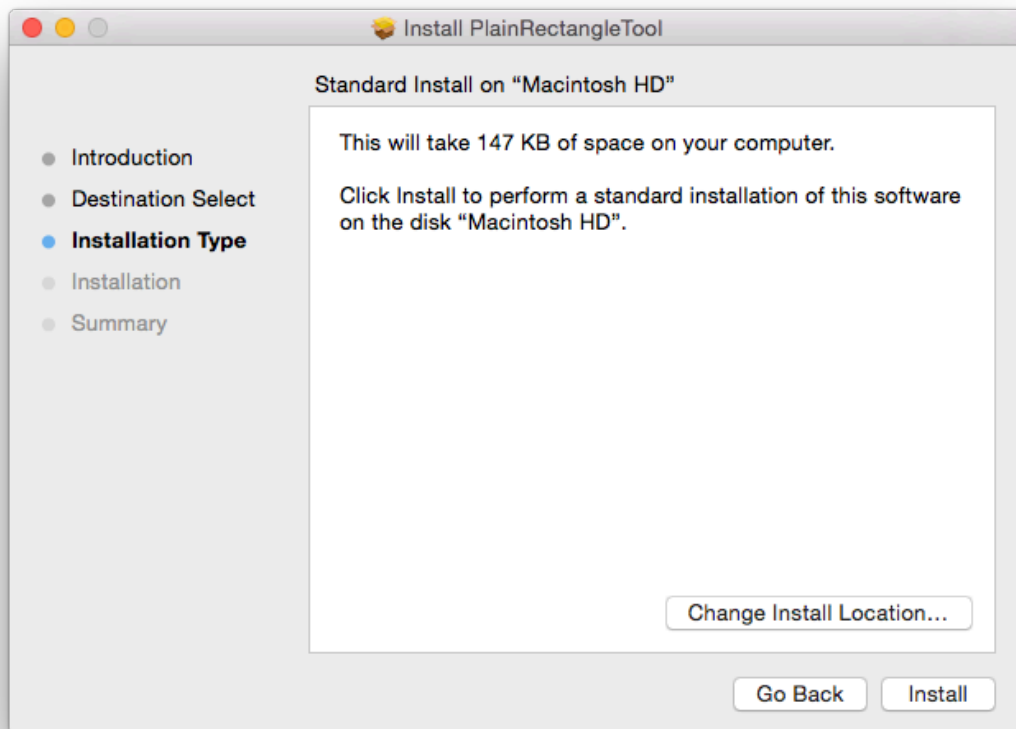 Install PlainRectangleTool
Standard Install on “Macintosh HD”
Introduction
Destination Select
Installation Type
Installation
Summary
This will take 147 KB of space on your computer.
Click Install to perform a standard installation of this software
on the disk “Macintosh HD”.
Change Install Location...
Go Back
Install